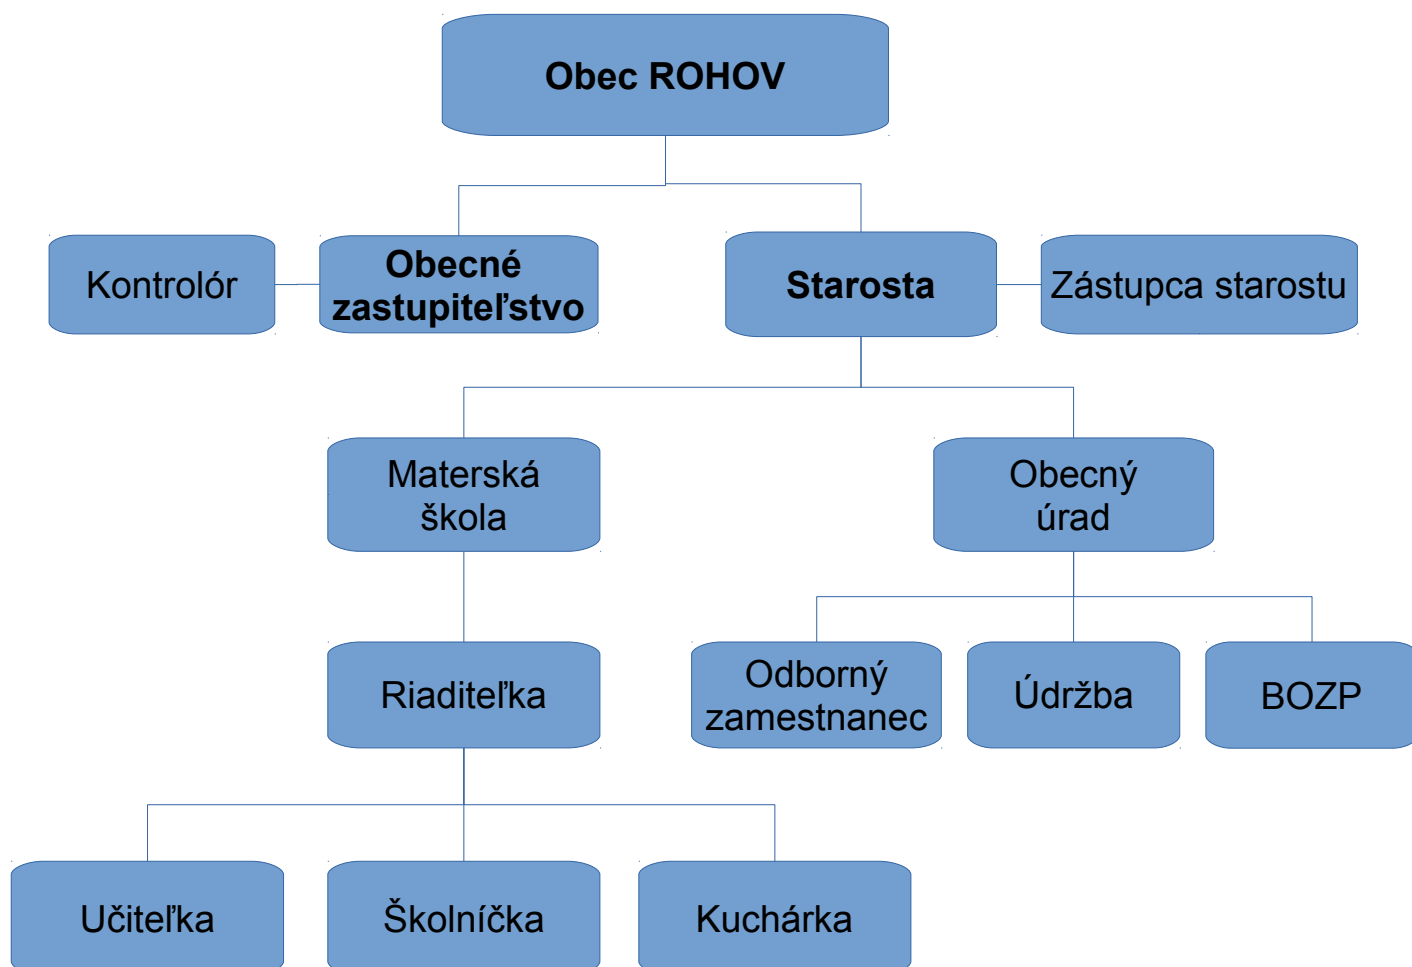 Obec ROHOV
Kontrolór
Obecné
zastupiteľstvo
Starosta
Zástupca starostu
Materská
škola
Obecný
úrad
Riaditeľka
Odborný
zamestnanec
Údržba
BOZP
Učiteľka
Školníčka
Kuchárka